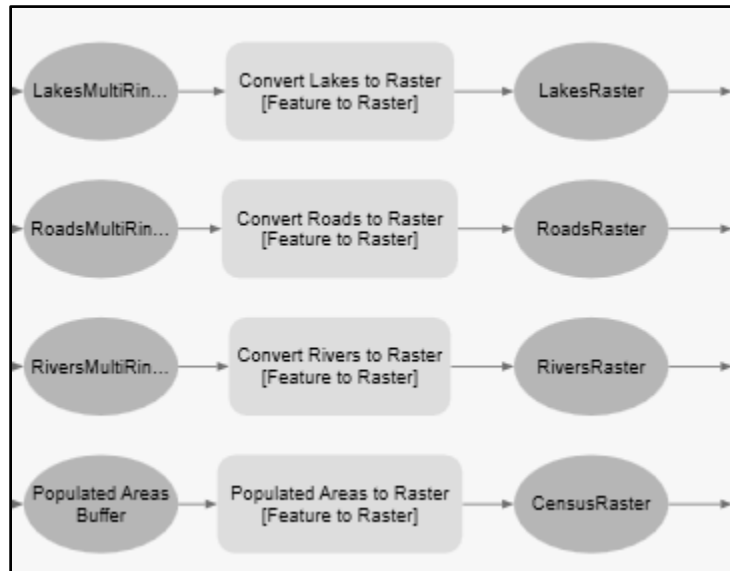 LakesMultiRin...
Convert Lakes to Raster
[Feature to Raster]
LakesRaster
RoadsMultiRin...
Convert Roads to Raster
[Feature to Raster]
RoadsRaster
RiversMultiRin...
Convert Rivers to Raster
[Feature to Raster]
RiversRaster
Populated Areas
Buffer
Populated Areas to Raster
[Feature to Raster]
CensusRaster